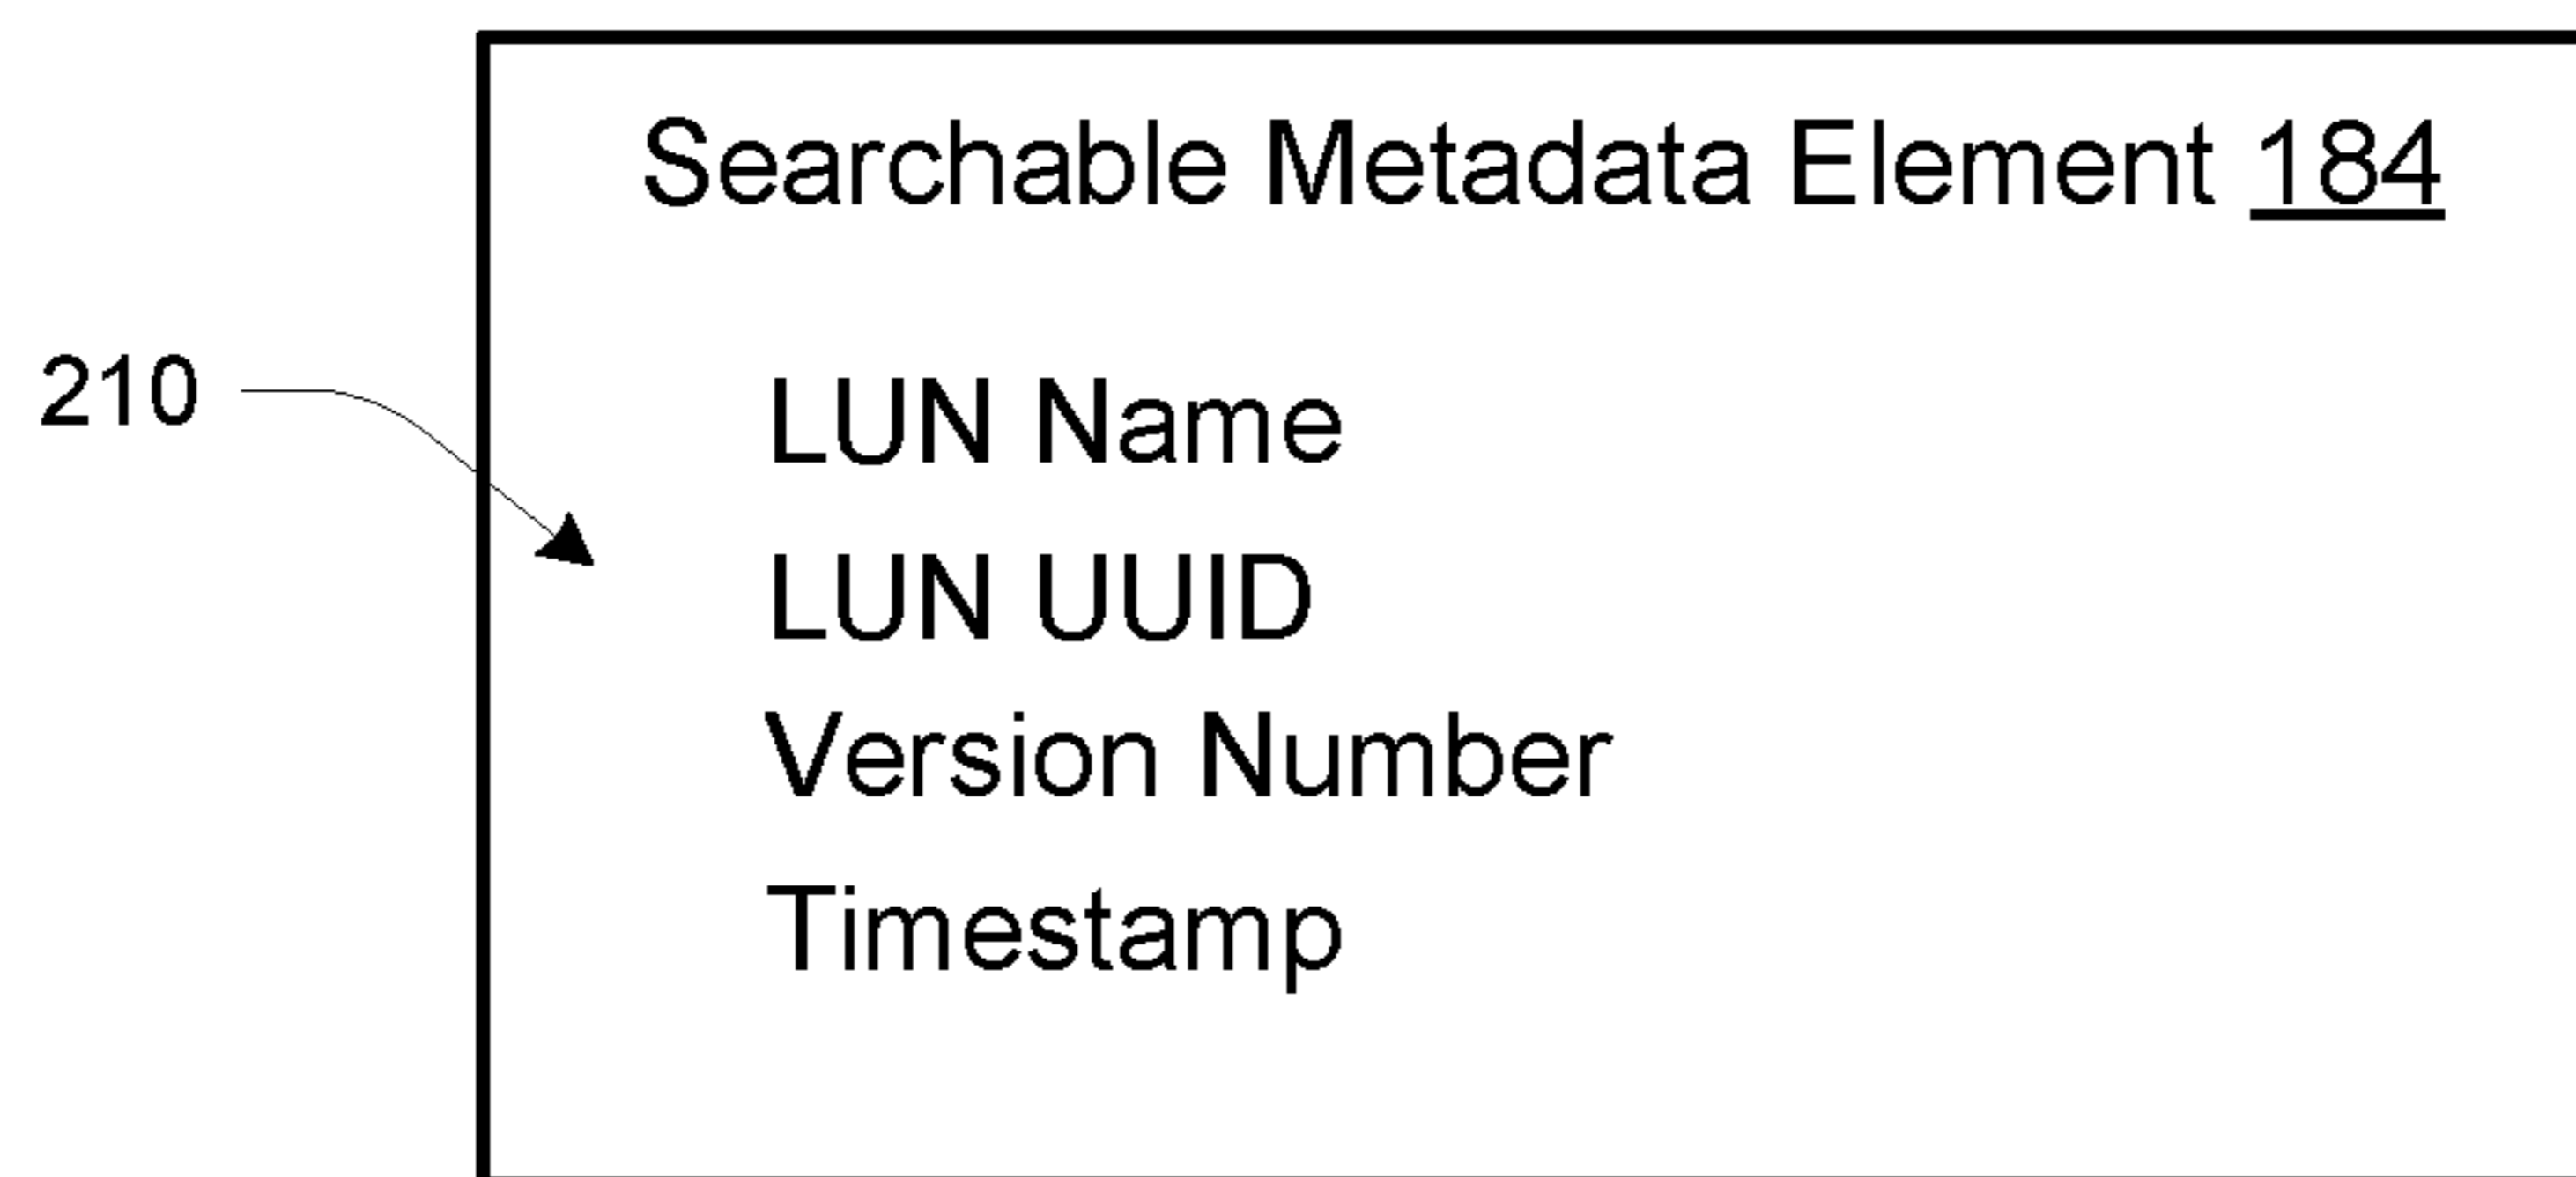 Searchable Metadata Element 184
210
LUN Name
LUN UUID
Version Number
Timestamp